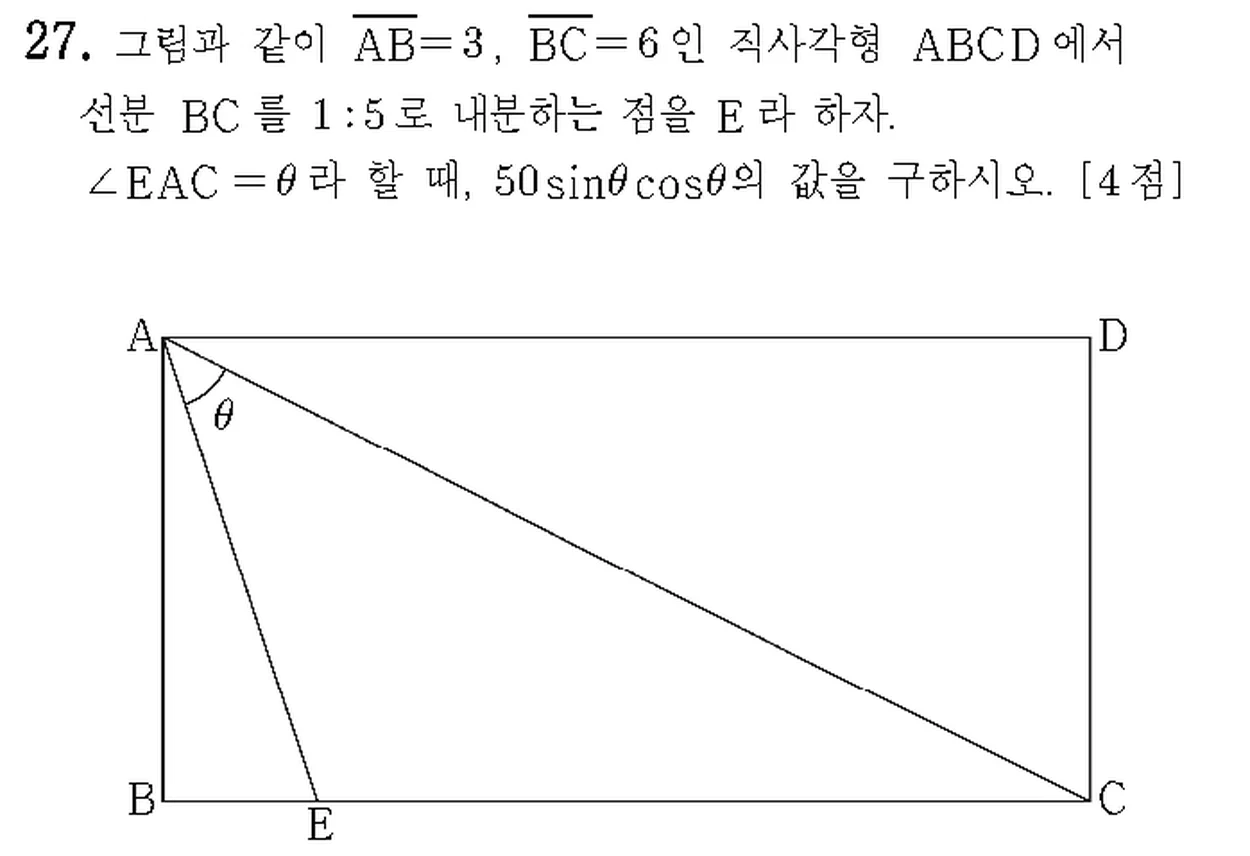 27. 그림과 같이 AB=3, BC=6인 직사각형 ABCD에서
선분 BC를 1:5로 내분하는 점을 E라 하자.
∠EAC=θ라 할 때, 50sinθcosθ의 값을 구하시오. [4점]
A
D
θ
B
E
C